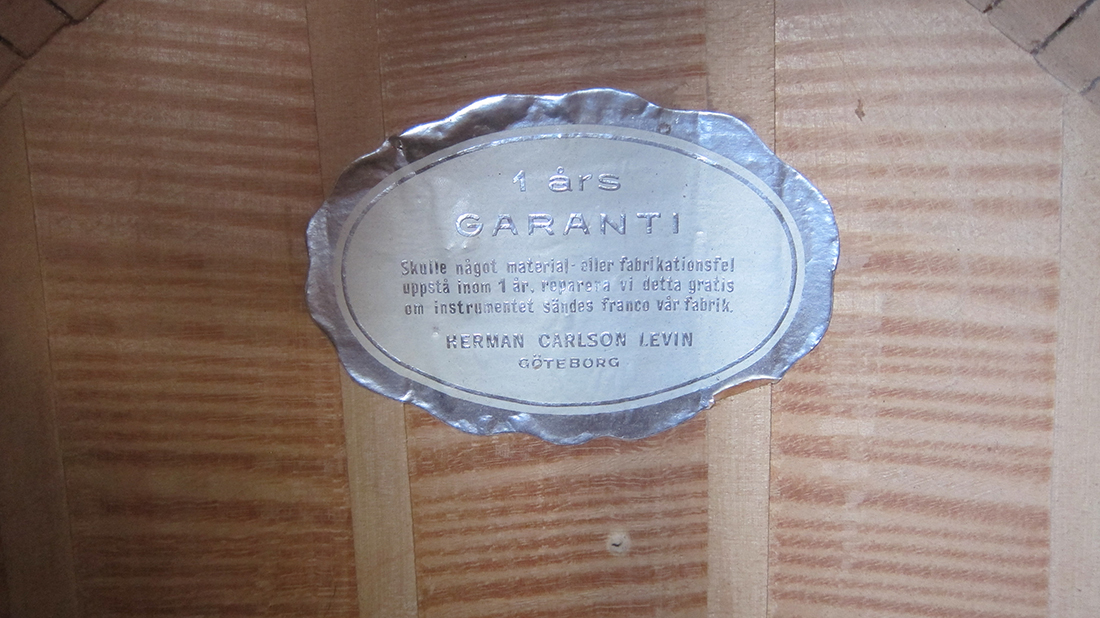 1 års
GARANTI
Skulle något material- eller fabrikationsfel
uppstå inom 1 år, reparera vi detta gratis
om instrumentet sändes franco vår fabrik.
HERMAN CARLSON LEVIN
GÖTEBORG